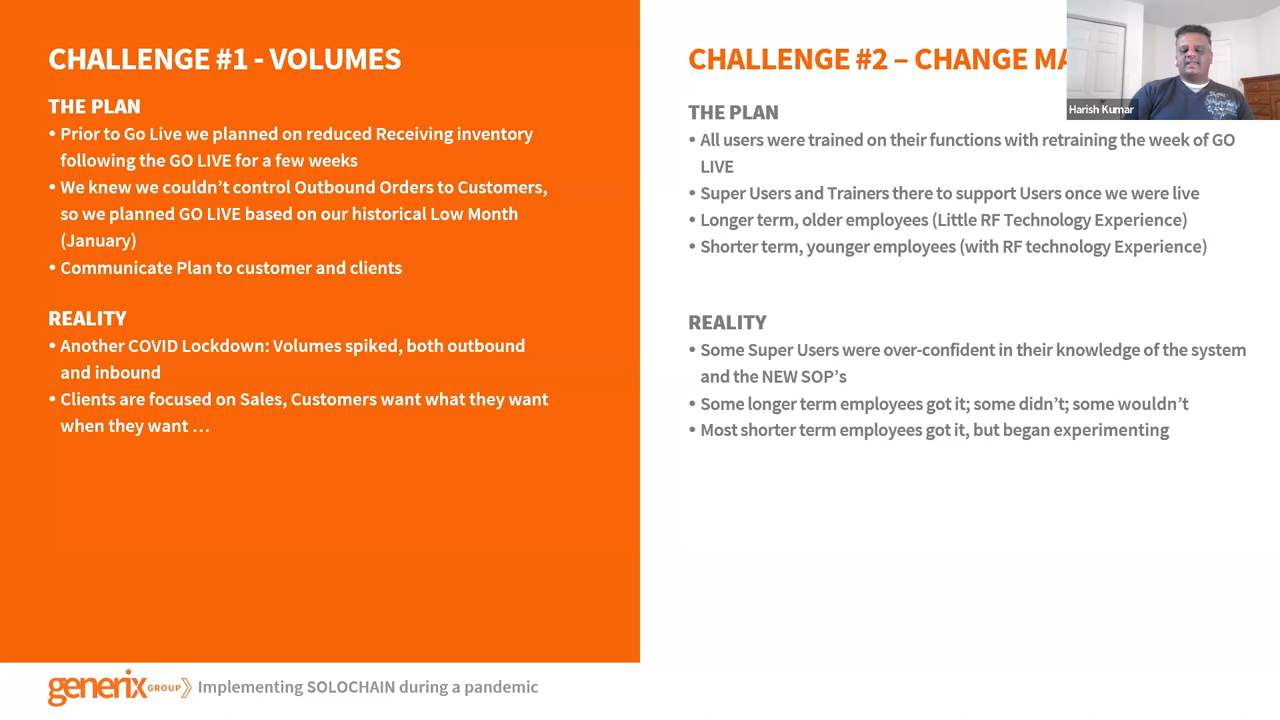 CHALLENGE #1 - VOLUMES
THE PLAN
• Prior to Go Live we planned on reduced Receiving inventory
following the GO LIVE for a few weeks
• We knew we couldn’t control Outbound Orders to Customers,
so we planned GO LIVE based on our historical Low Month
(January)
• Communicate Plan to customer and clients
REALITY
• Another COVID Lockdown: Volumes spiked, both outbound
and inbound
• Clients are focused on Sales, Customers want what they want
when they want …
CHALLENGE #2 – CHANGE MA
THE PLAN
• All users were trained on their functions with retraining the week of GO
LIVE
• Super Users and Trainers there to support Users once we were live
• Longer term, older employees (Little RF Technology Experience)
• Shorter term, younger employees (with RF technology Experience)
REALITY
• Some Super Users were over-confident in their knowledge of the system
and the NEW SOP’s
• Some longer term employees got it; some didn’t; some wouldn’t
• Most shorter term employees got it, but began experimenting
Harish Kumar
generix GROUP Implementing SOLOCHAIN during a pandemic